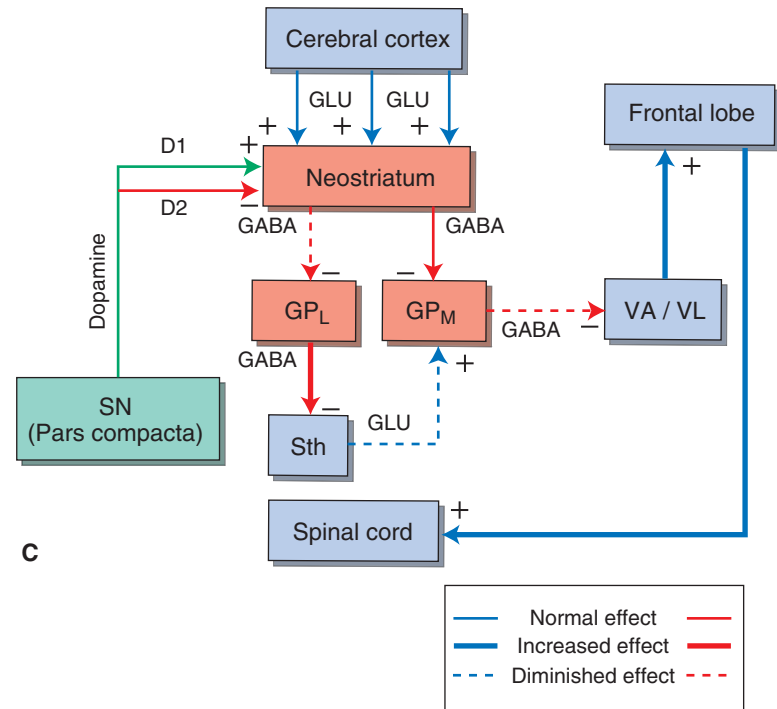 Cerebral cortex
GLU GLU
+ + +
Frontal lobe
+
D1
+
Neostriatum
D2
−
GABA GABA
Dopamine
− −
GP_L
GP_M
VA / VL
GABA
−
GABA
+
SN
(Pars compacta)
−
GLU
Sth
+
Spinal cord
C
Normal effect
Increased effect
Diminished effect